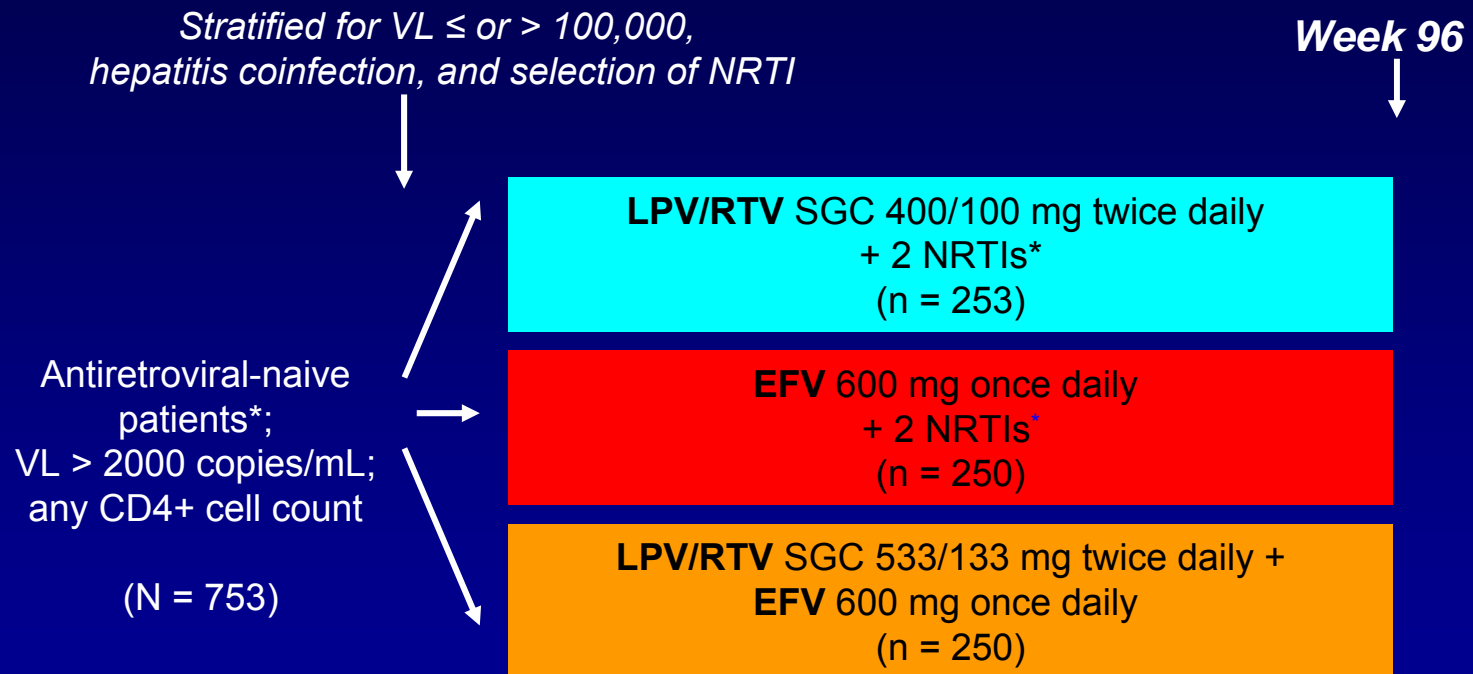 Stratified for VL ≤ or > 100,000,
hepatitis coinfection, and selection of NRTI
Week 96
LPV/RTV SGC 400/100 mg twice daily
+ 2 NRTIs*
(n = 253)
Antiretroviral-naive
patients*;
VL > 2000 copies/mL;
any CD4+ cell count
(N = 753)
EFV 600 mg once daily
+ 2 NRTIs*
(n = 250)
LPV/RTV SGC 533/133 mg twice daily +
EFV 600 mg once daily
(n = 250)